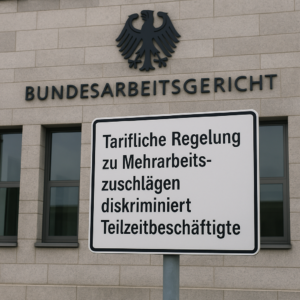 BUNDESARBEITSGERICHT
Tarifliche Regelung
zu Mehrarbeits-
zuschlägen
diskriminiert
Teilzeitbeschäftigte